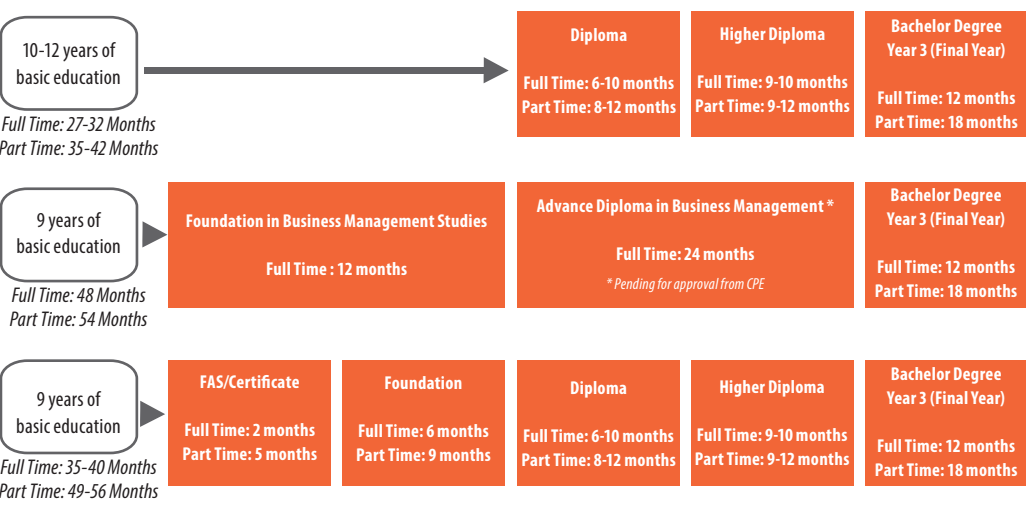 10-12 years of
basic education
Full Time: 27-32 Months
Part Time: 35-42 Months
Diploma
Full Time: 6-10 months
Part Time: 8-12 months
Higher Diploma
Full Time: 9-10 months
Part Time: 9-12 months
Bachelor Degree
Year 3 (Final Year)
Full Time: 12 months
Part Time: 18 months
9 years of
basic education
Full Time: 48 Months
Part Time: 54 Months
Foundation in Business Management Studies
Full Time : 12 months
Advance Diploma in Business Management *
Full Time: 24 months
* Pending for approval from CPE
Bachelor Degree
Year 3 (Final Year)
Full Time: 12 months
Part Time: 18 months
9 years of
basic education
Full Time: 35-40 Months
Part Time: 49-56 Months
FAS/Certificate
Full Time: 2 months
Part Time: 5 months
Foundation
Full Time: 6 months
Part Time: 9 months
Diploma
Full Time: 6-10 months
Part Time: 8-12 months
Higher Diploma
Full Time: 9-10 months
Part Time: 9-12 months
Bachelor Degree
Year 3 (Final Year)
Full Time: 12 months
Part Time: 18 months